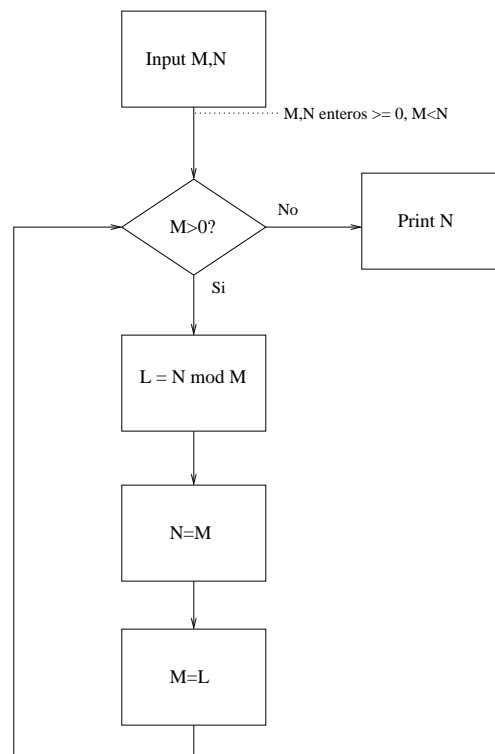 Input M,N
M,N enteros >= 0, M<N
M>0?
No
Print N
Si
L = N mod M
N=M
M=L